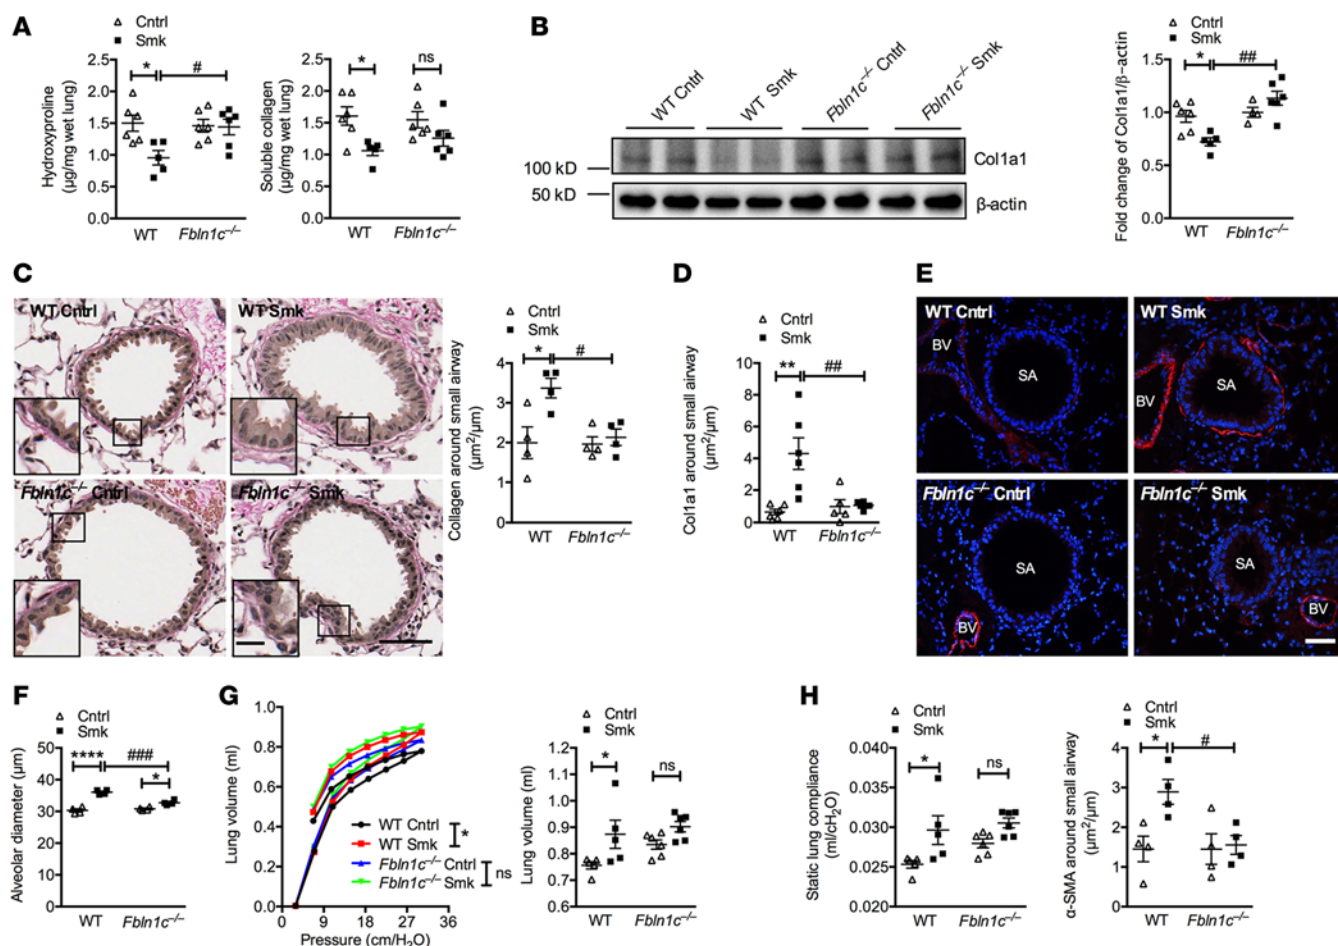 A
△ Cntrl
■ Smk
Hydroxyproline
(µg/mg wet lung)
2.5
2.0
1.5
1.0
0.5
0.0
*
#
WT
Fbln1c–/–
Soluble collagen
(µg/mg wet lung)
2.5
2.0
1.5
1.0
0.5
0.0
*
ns
WT
Fbln1c–/–
B
WT Cntrl
WT Smk
Fbln1c–/– Cntrl
Fbln1c–/– Smk
100 kD
50 kD
Col1a1
β-actin
△ Cntrl
■ Smk
Fold change of Col1a1/β–actin
1.5
1.0
0.5
0.0
*
##
WT
Fbln1c–/–
C
WT Cntrl
WT Smk
Fbln1c–/– Cntrl
Fbln1c–/– Smk
△ Cntrl
■ Smk
Collagen around small airway
(µm2/µm)
4
3
2
1
0
*
#
WT
Fbln1c–/–
D
△ Cntrl
■ Smk
Col1a1 around small airway
(µm2/µm)
10
8
6
4
2
0
**
##
WT
Fbln1c–/–
E
WT Cntrl
BV
SA
WT Smk
BV
SA
Fbln1c–/– Cntrl
SA
BV
Fbln1c–/– Smk
SA
BV
F
△ Cntrl
■ Smk
Alveolar diameter (µm)
50
40
30
20
10
0
****
###
*
WT
Fbln1c–/–
G
Lung volume (ml)
1.0
0.8
0.6
0.4
0.2
0.0
0
9
18
27
36
Pressure (cm/H2O)
WT Cntrl
WT Smk
*
Fbln1c–/– Cntrl
Fbln1c–/– Smk
ns
△ Cntrl
■ Smk
Lung volume (ml)
1.2
1.1
1.0
0.9
0.8
0.7
0.6
*
ns
WT
Fbln1c–/–
H
△ Cntrl
■ Smk
Static lung compliance
(ml/cH2O)
0.040
0.035
0.030
0.025
0.020
*
ns
WT
Fbln1c–/–
△ Cntrl
■ Smk
α-SMA around small airway
(µm2/µm)
5
4
3
2
1
0
*
#
WT
Fbln1c–/–